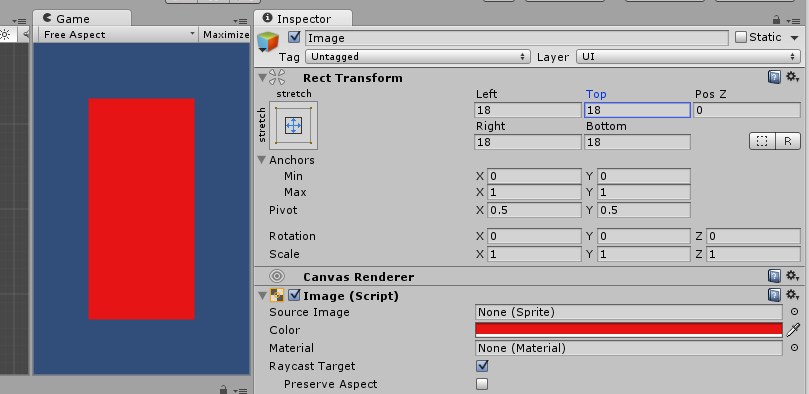 Game
Inspector
Free Aspect
Maximize
Image
Static
Tag Untagged Layer UI
Rect Transform
stretch
stretch
Left Top Pos Z
18 18 0
Right Bottom
18 18
R
Anchors
Min X 0 Y 0
Max X 1 Y 1
Pivot X 0.5 Y 0.5
Rotation X 0 Y 0 Z 0
Scale X 1 Y 1 Z 1
Canvas Renderer
Image (Script)
Source Image None (Sprite)
Color
Material None (Material)
Raycast Target
Preserve Aspect